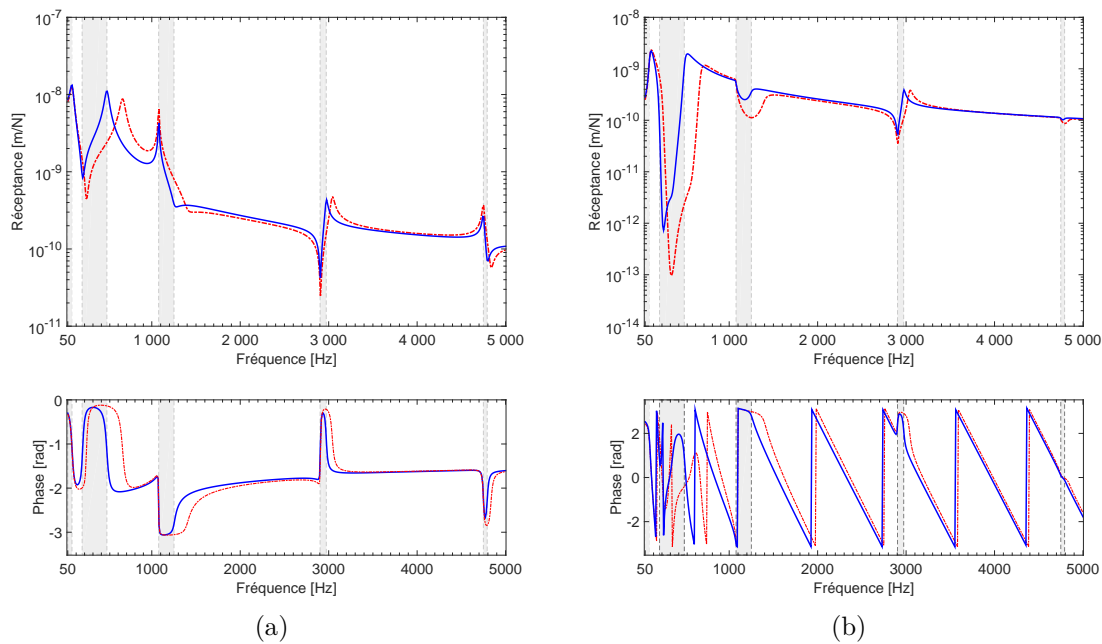 10^-7
10^-8
10^-9
10^-10
10^-11
Réceptance [m/N]
50 1 000 2 000 3 000 4 000 5 000
Fréquence [Hz]
0
-1
-2
-3
Phase [rad]
50 1000 2000 3000 4000 5000
Fréquence [Hz]
(a)
10^-8
10^-9
10^-10
10^-11
10^-12
10^-13
10^-14
Réceptance [m/N]
50 1 000 2 000 3 000 4 000 5 000
Fréquence [Hz]
2
0
-2
Phase [rad]
50 1000 2000 3000 4000 5000
Fréquence [Hz]
(b)